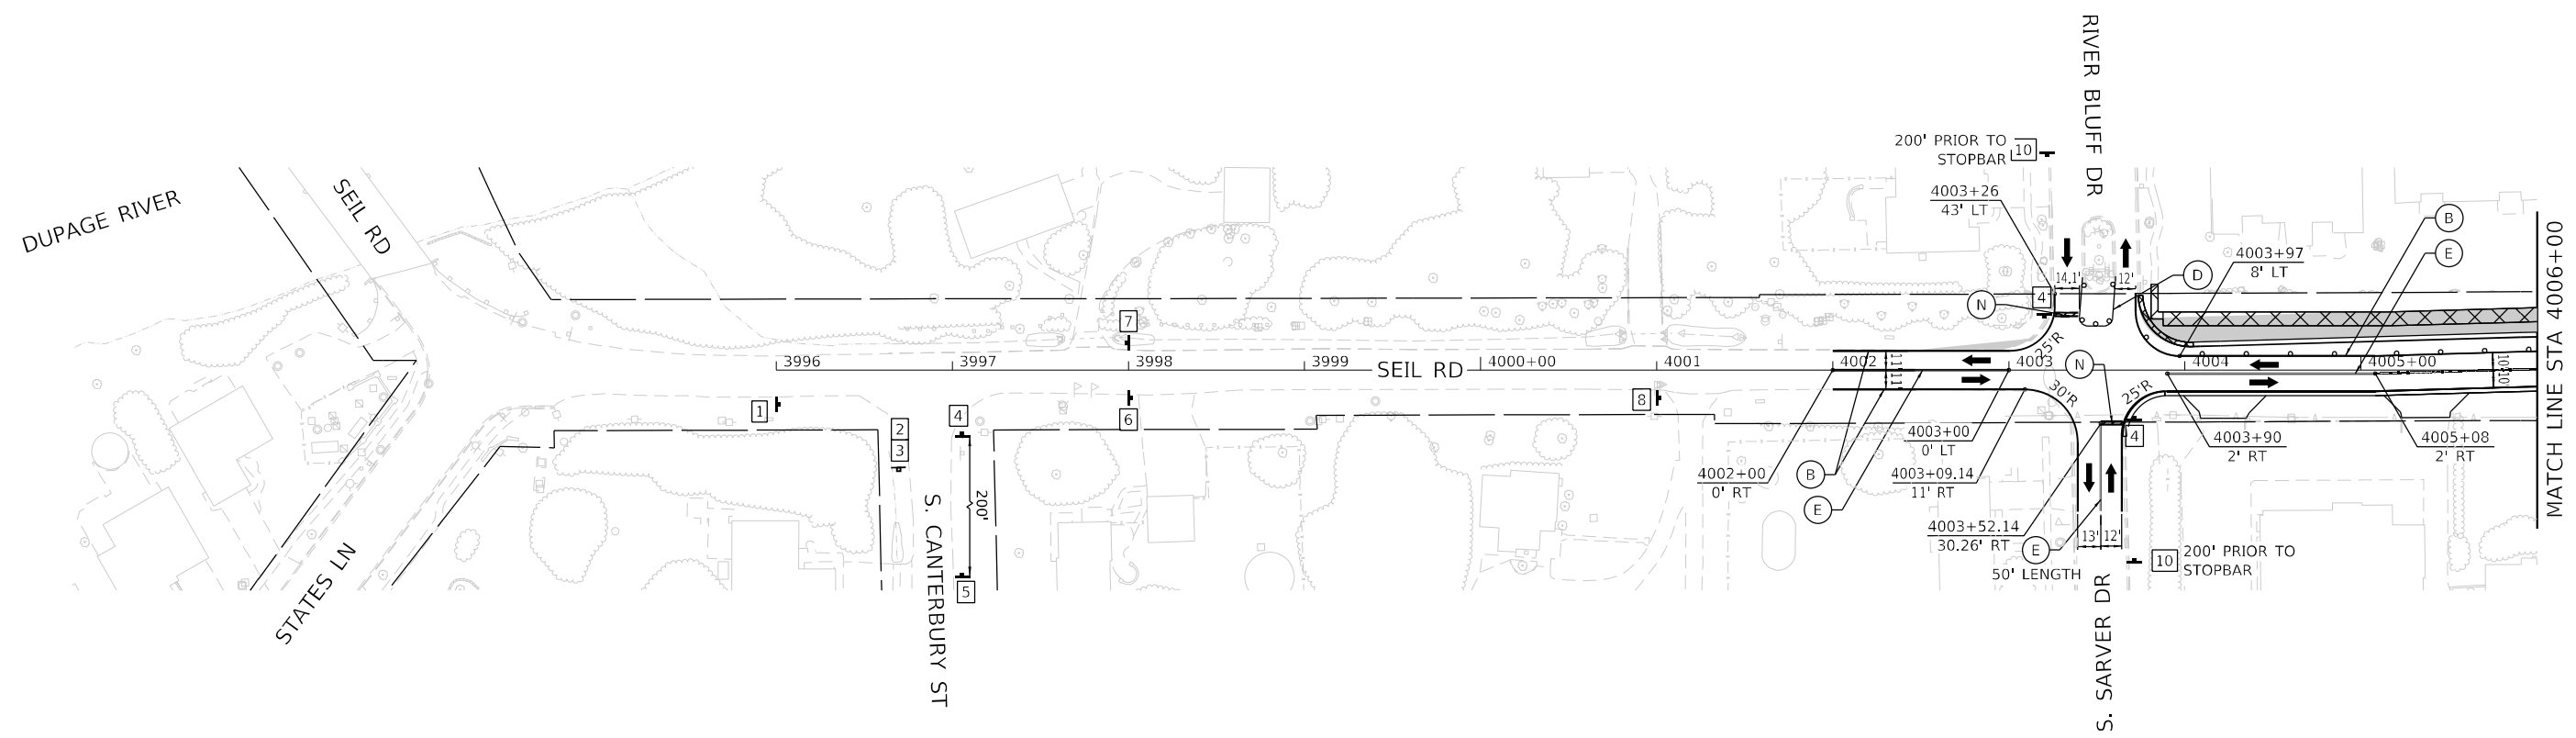 DUPAGE RIVER
SEIL RD
STATES LN
S. CANTERBURY ST
200'
SEIL RD
RIVER BLUFF DR
S. SARVER DR
MATCH LINE STA 4006+00
3996
3997
3998
3999
4000+00
4001
4002
4003
4004
4005+00
1
2
3
4
5
6
7
8
200' PRIOR TO
STOPBAR
10
4003+26
43' LT
14.1'
12'
4
N
D
B
E
4003+97
8' LT
25'R
11'
11'
N
30'R
25'R
10'
10'
4002+00
0' RT
B
E
4003+00
0' LT
4003+09.14
11' RT
4003+52.14
30.26' RT
E
50' LENGTH
13'
12'
4
4003+90
2' RT
4005+08
2' RT
10
200' PRIOR TO
STOPBAR